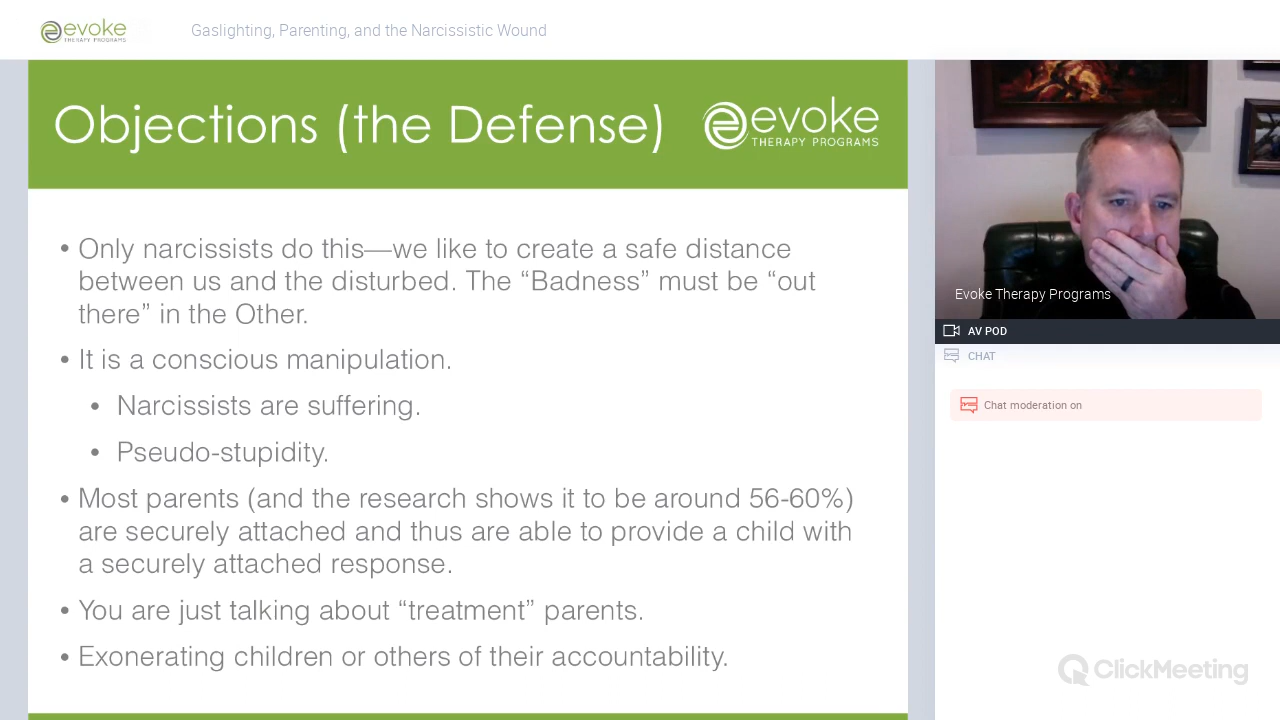 evoke
THERAPY PROGRAMS
Gaslighting, Parenting, and the Narcissistic Wound
Objections (the Defense)
evoke
THERAPY PROGRAMS
• Only narcissists do this—we like to create a safe distance
between us and the disturbed. The “Badness” must be “out
there” in the Other.
• It is a conscious manipulation.
• Narcissists are suffering.
• Pseudo-stupidity.
• Most parents (and the research shows it to be around 56-60%)
are securely attached and thus are able to provide a child with
a securely attached response.
• You are just talking about “treatment” parents.
• Exonerating children or others of their accountability.
Evoke Therapy Programs
AV POD
CHAT
Chat moderation on
ClickMeeting